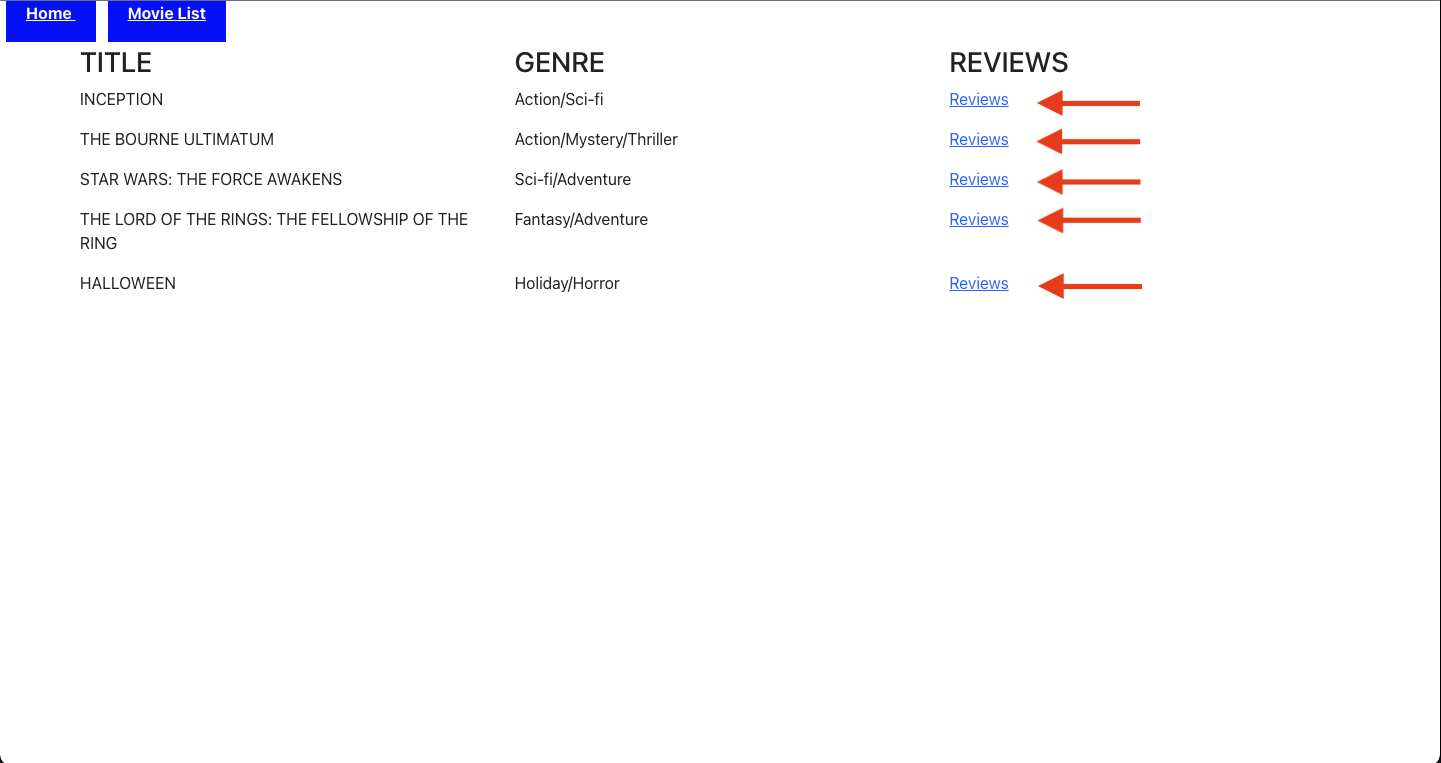 Home Movie List
TITLE GENRE REVIEWS
INCEPTION Action/Sci-fi Reviews
THE BOURNE ULTIMATUM Action/Mystery/Thriller Reviews
STAR WARS: THE FORCE AWAKENS Sci-fi/Adventure Reviews
THE LORD OF THE RINGS: THE FELLOWSHIP OF THE Fantasy/Adventure Reviews
RING
HALLOWEEN Holiday/Horror Reviews